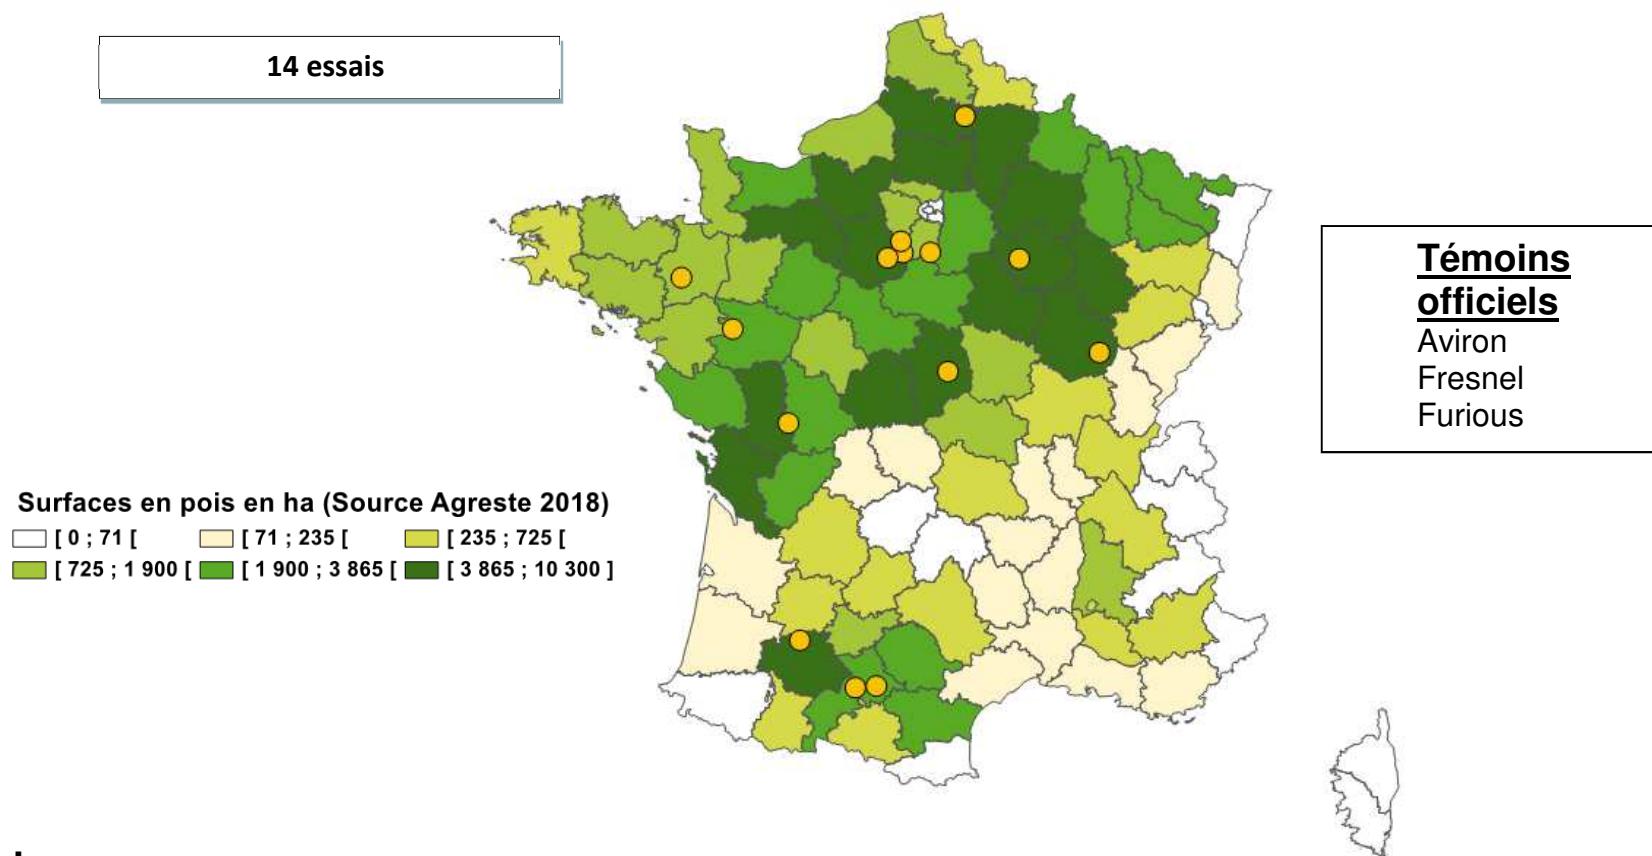 14 essais
Témoins
officiels
Aviron
Fresnel
Furious
Surfaces en pois en ha (Source Agreste 2018)
[ 0 ; 71 [ [ 71 ; 235 [ [ 235 ; 725 [
[ 725 ; 1 900 [ [ 1 900 ; 3 865 [ [ 3 865 ; 10 300 ]